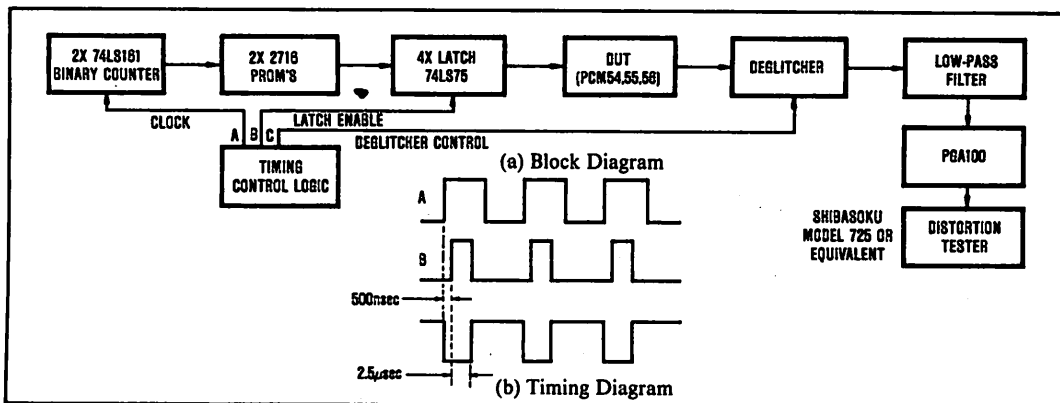 2X 74LS161
BINARY COUNTER
2X 2716
PROM'S
4X LATCH
74LS75
DUT
(PCM54,55,56)
DEGLITCHER
LOW-PASS
FILTER
CLOCK
A
B
C
LATCH ENABLE
DEGLITCHER CONTROL
TIMING
CONTROL LOGIC
(a) Block Diagram
PGA100
SHIBASOKU
MODEL 725 OR
EQUIVALENT
DISTORTION
TESTER
A
B
500nsec
2.5μsec
(b) Timing Diagram